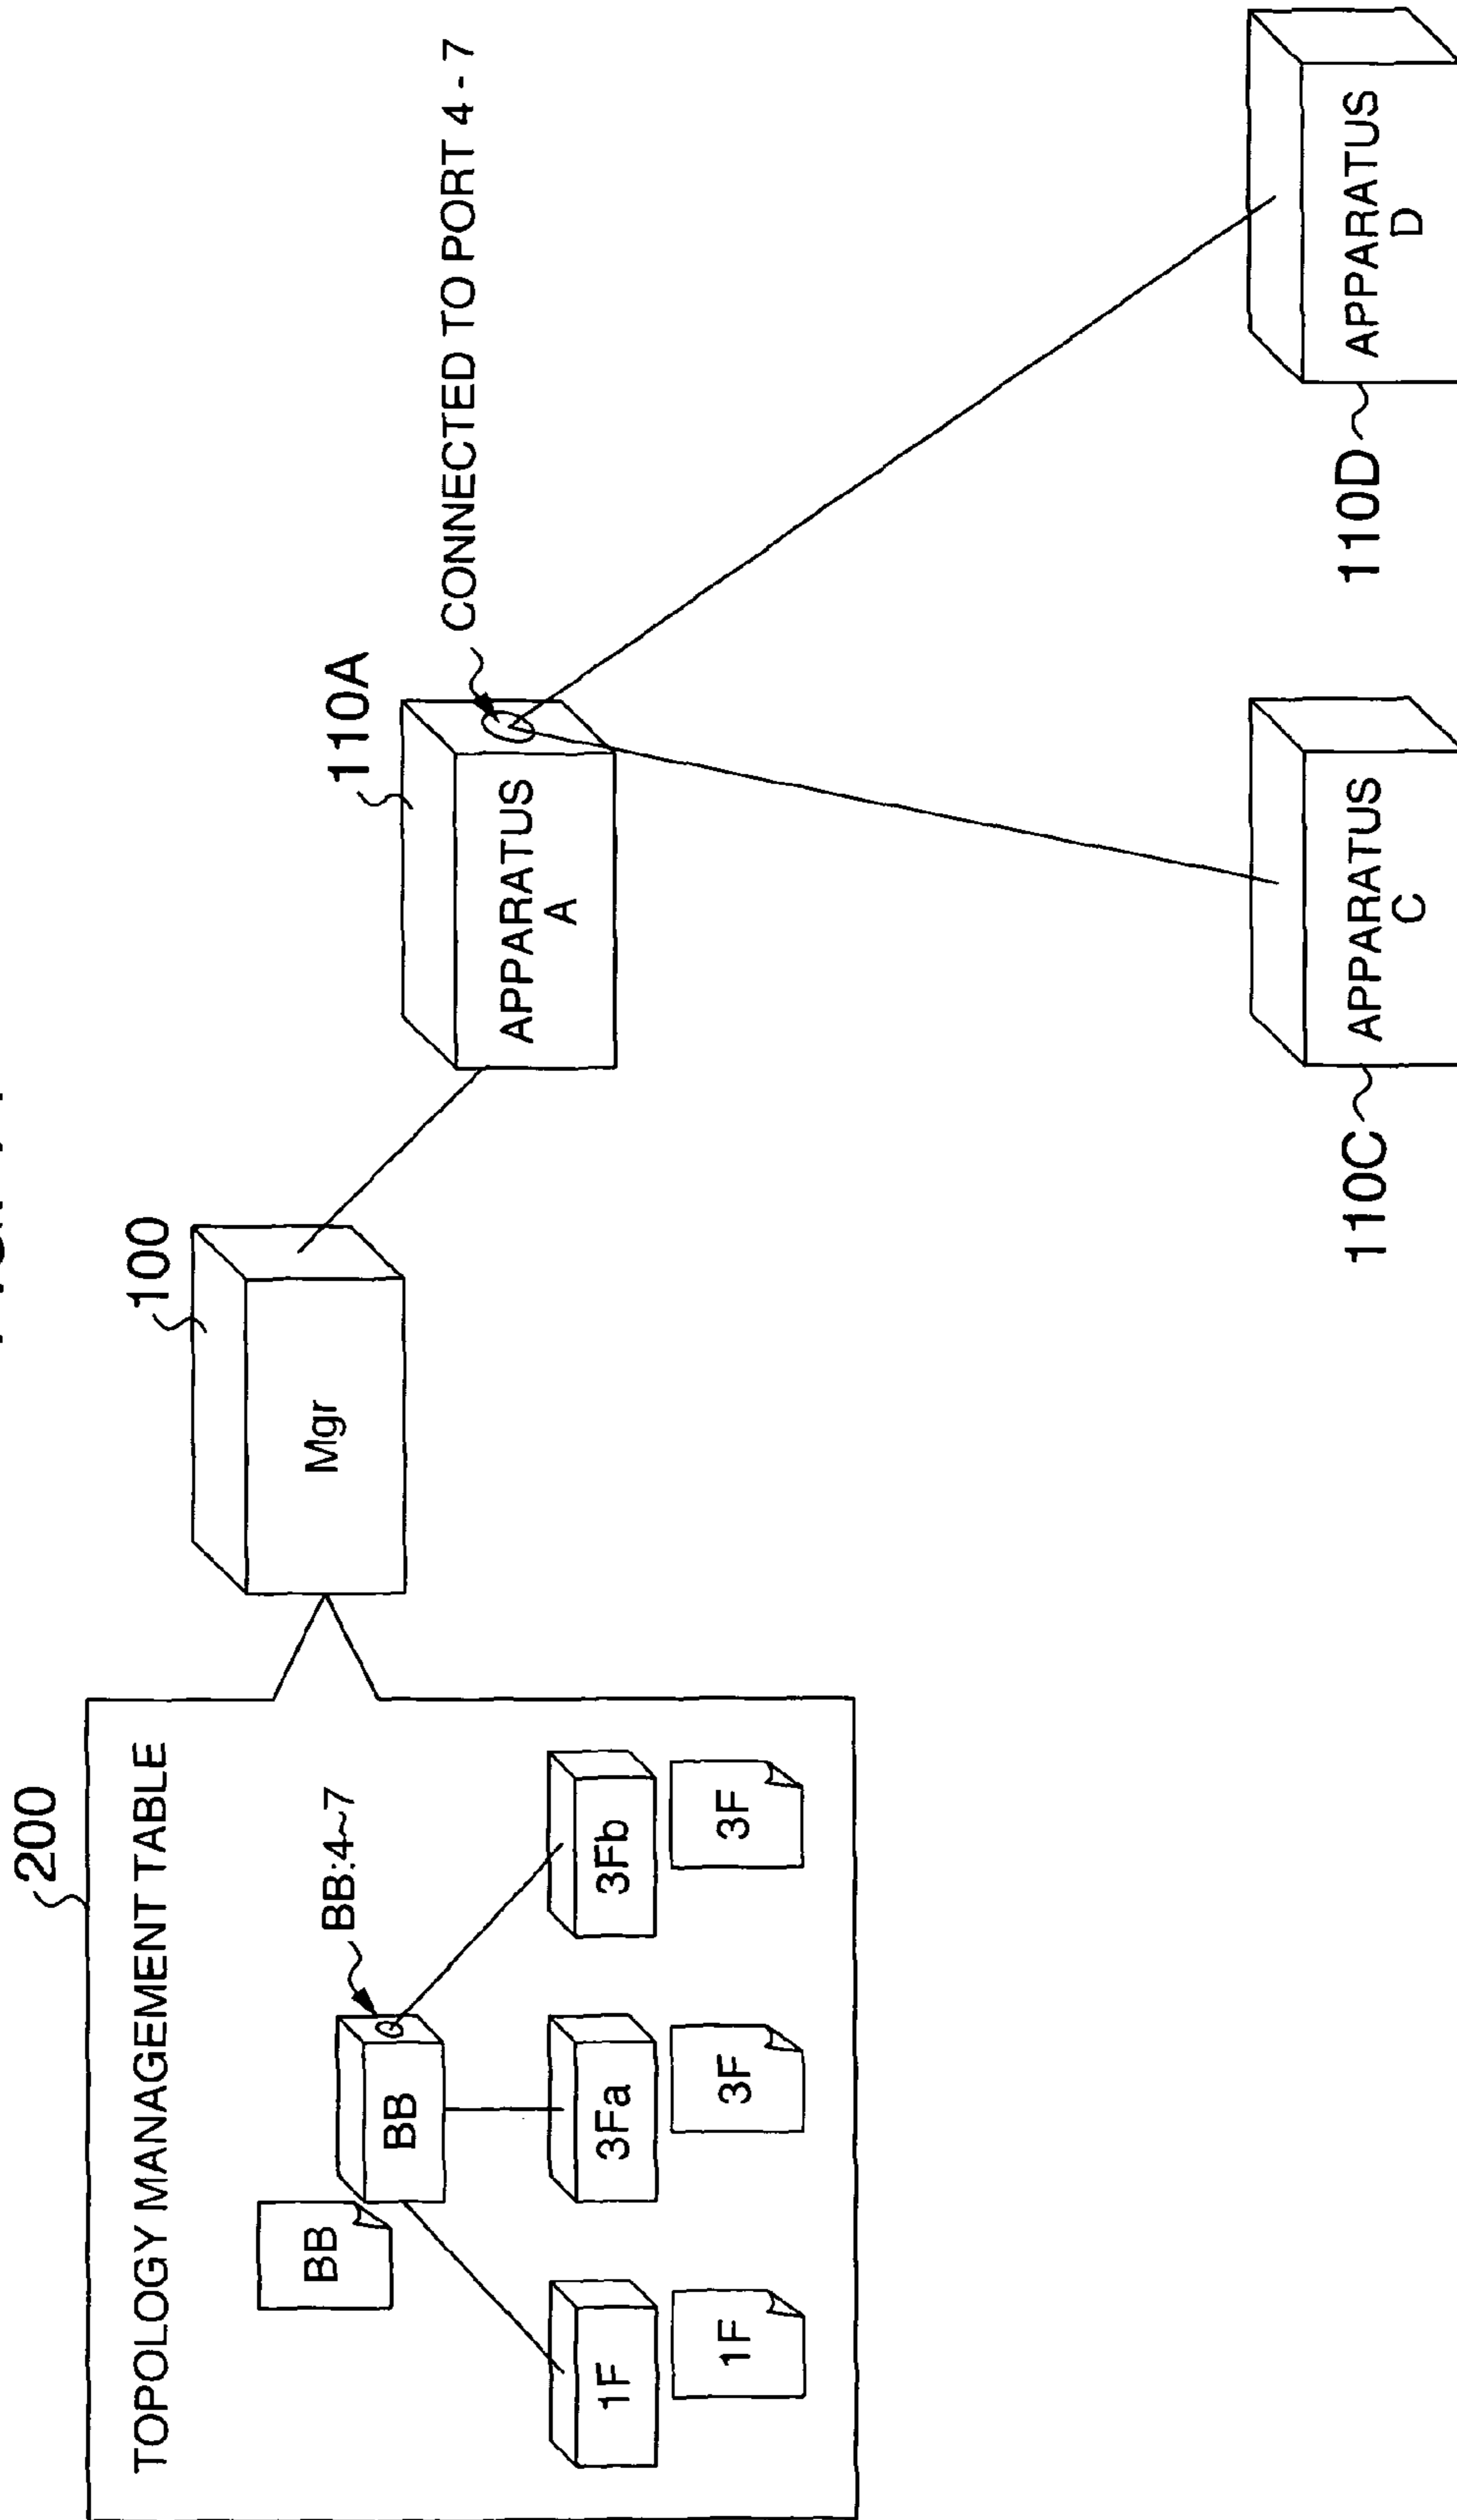 200
TOPOLOGY MANAGEMENT TABLE
BB
BB
BB:4~7
1F
3Fa
3Fb
1F
3F
3F
100
Mgr
110A
APPARATUS
A
CONNECTED TO PORT 4 - 7
110C
APPARATUS
C
110D
APPARATUS
D